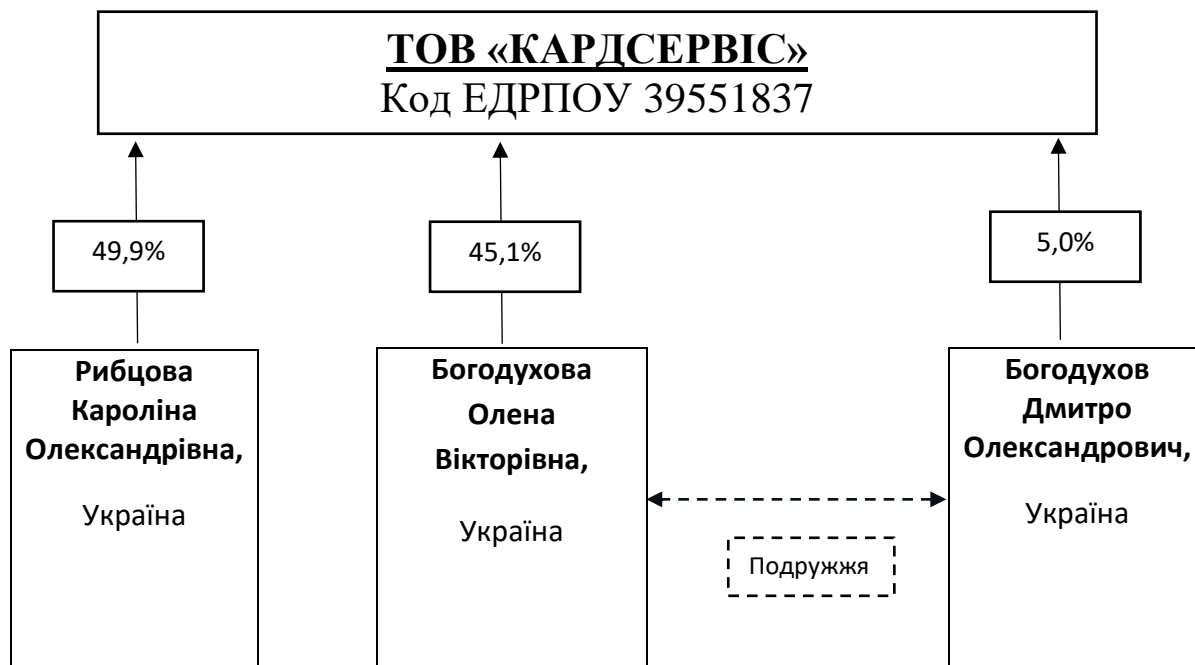 ТОВ «КАРДСЕРВІС»
Код ЕДРПОУ 39551837
49,9%
45,1%
5,0%
Рибцова
Кароліна
Олександрівна,
Україна
Богодухова
Олена
Вікторівна,
Україна
Богодухов
Дмитро
Олександрович,
Україна
Подружжя